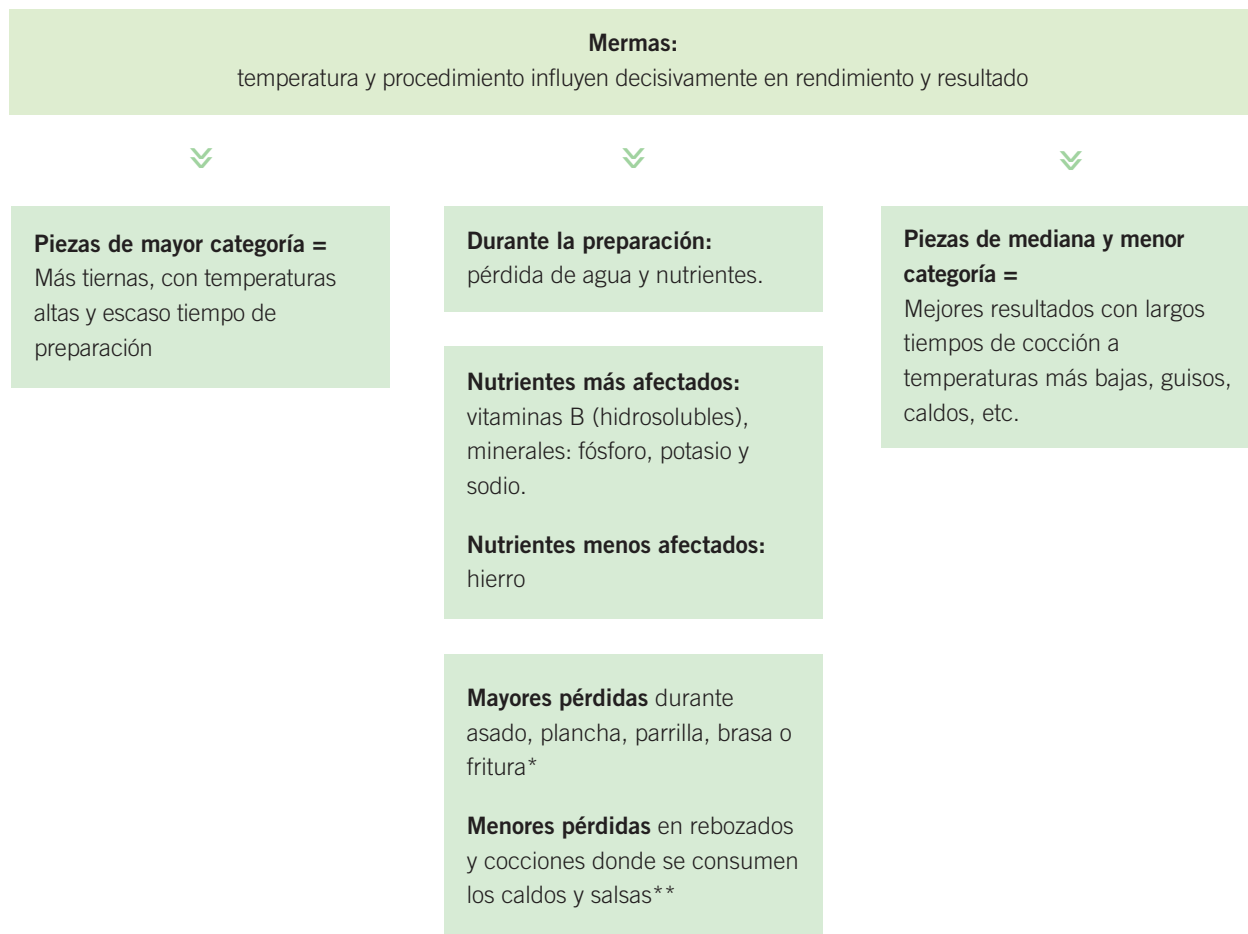 Mermas:
temperatura y procedimiento influyen decisivamente en rendimiento y resultado
Piezas de mayor categoría =
Más tiernas, con temperaturas
altas y escaso tiempo de
preparación
Durante la preparación:
pérdida de agua y nutrientes.
Nutrientes más afectados:
vitaminas B (hidrosolubles),
minerales: fósforo, potasio y
sodio.
Nutrientes menos afectados:
hierro
Mayores pérdidas durante
asado, plancha, parrilla, brasa o
fritura*
Menores pérdidas en rebozados
y cocciones donde se consumen
los caldos y salsas**
Piezas de mediana y menor
categoría =
Mejores resultados con largos
tiempos de cocción a
temperaturas más bajas, guisos,
caldos, etc.